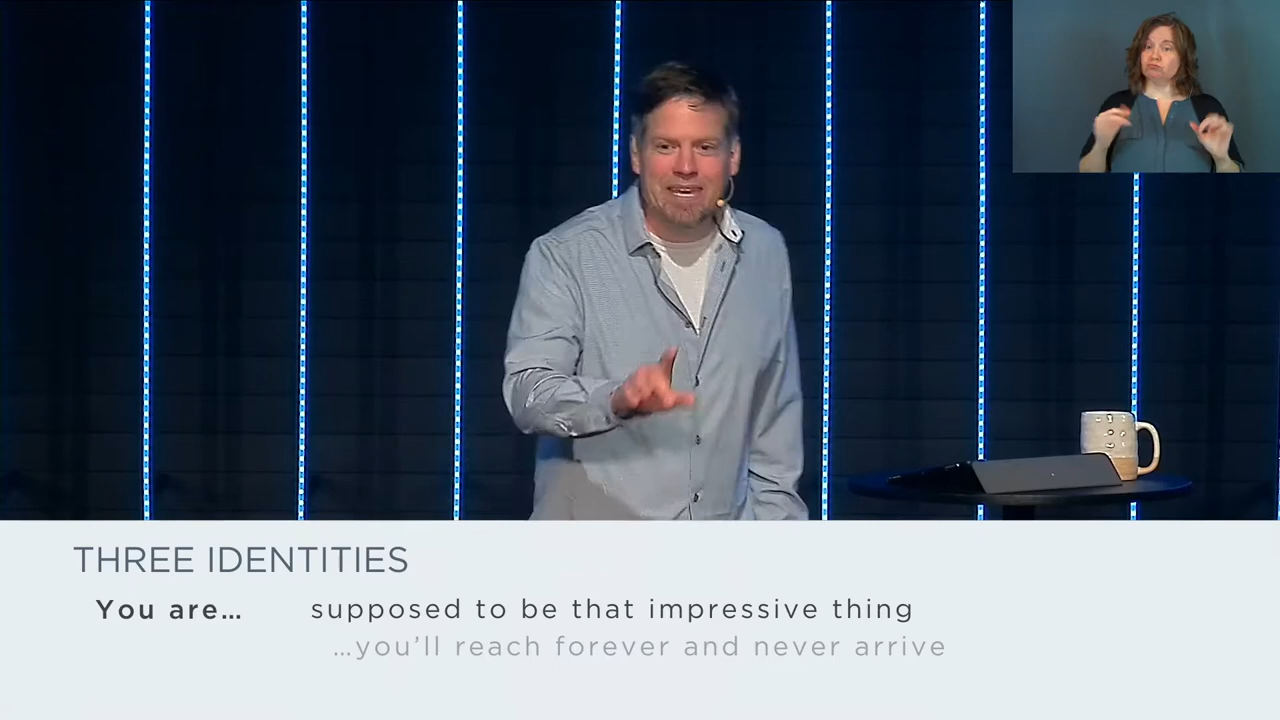 THREE IDENTITIES
You are… supposed to be that impressive thing
…you’ll reach forever and never arrive